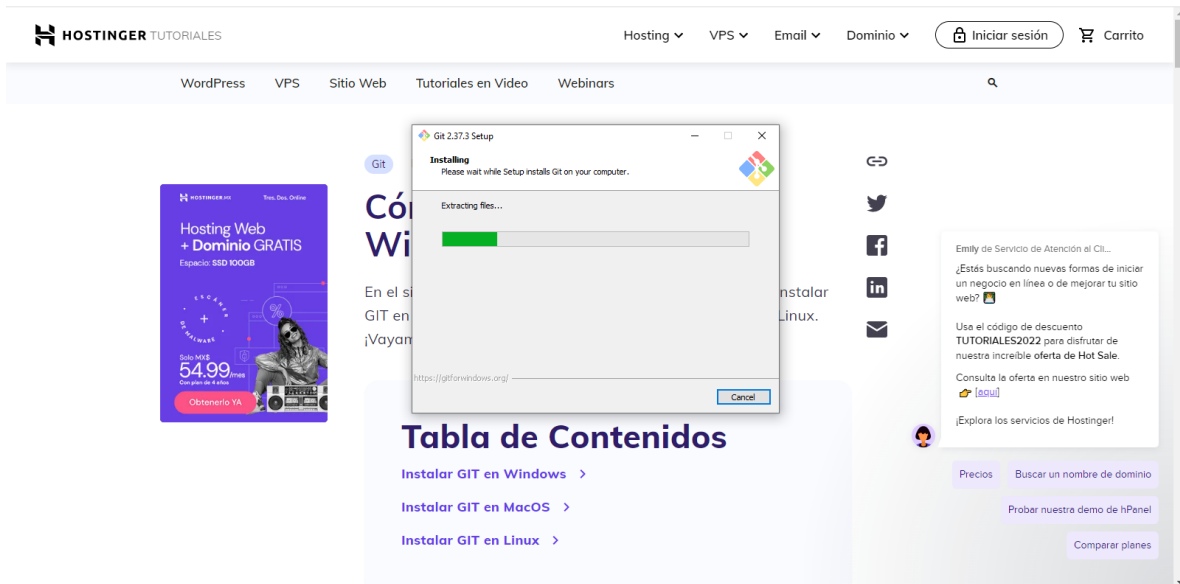 HOSTINGER TUTORIALES
Hosting VPS Email Dominio Iniciar sesión Carrito
WordPress VPS Sitio Web Tutoriales en Video Webinars
Git 2.37.3 Setup
Installing
Please wait while Setup installs Git on your computer.
Extracting files...
https://gitforwindows.org/
Cancel
Git
Có
Wi
En el si
nstalar
GIT en
Linux.
¡Vayam
HOSTINGER MX Tres, Dos, Online
Hosting Web
+ Dominio GRATIS
Espacio: SSD 100GB
ESCÁNER
DE MALWARE
Solo MX$
54.99/mes
Con plan de 4 años
Obtenerlo YA
Tabla de Contenidos
Instalar GIT en Windows
Instalar GIT en MacOS
Instalar GIT en Linux
Emily de Servicio de Atención al Cli...
¿Estás buscando nuevas formas de iniciar
un negocio en línea o de mejorar tu sitio
web?
Usa el código de descuento
TUTORIALES2022 para disfrutar de
nuestra increíble oferta de Hot Sale.
Consulta la oferta en nuestro sitio web
[aquí]
¡Explora los servicios de Hostinger!
Precios Buscar un nombre de dominio
Probar nuestra demo de hPanel
Comparar planes